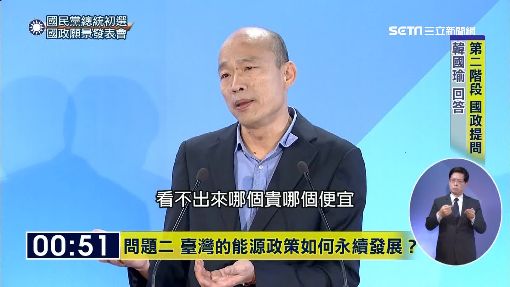 國民黨總統初選
國政願景發表會
SETN 三立新聞網
第二階段 國政提問
韓國瑜 回答
看不出來哪個貴哪個便宜
00:51
問題二 臺灣的能源政策如何永續發展？